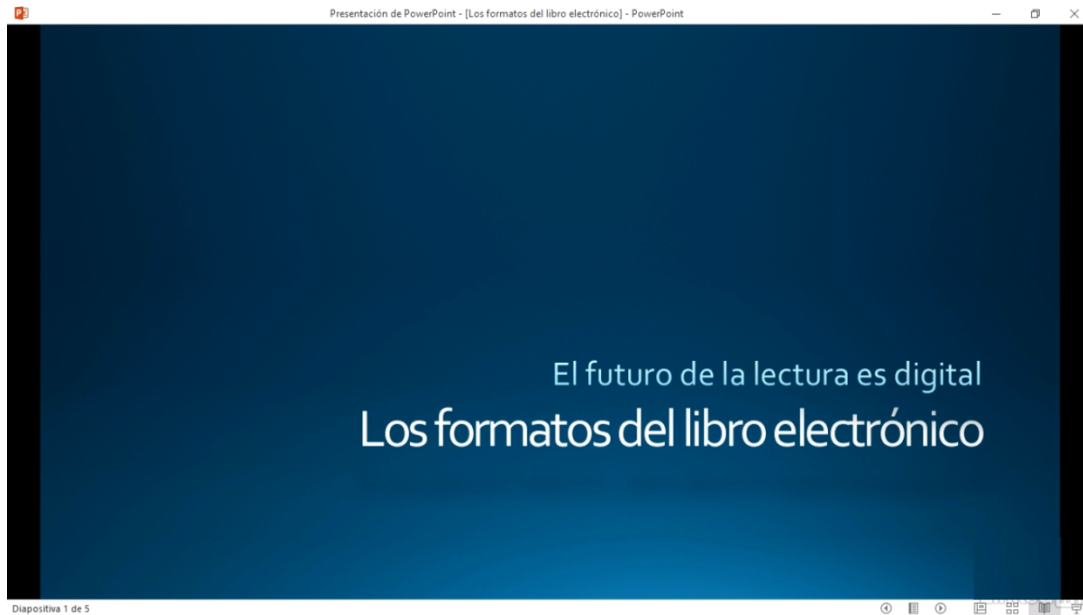 Presentación de PowerPoint - [Los formatos del libro electrónico] - PowerPoint
El futuro de la lectura es digital
Los formatos del libro electrónico
Diapositiva 1 de 5